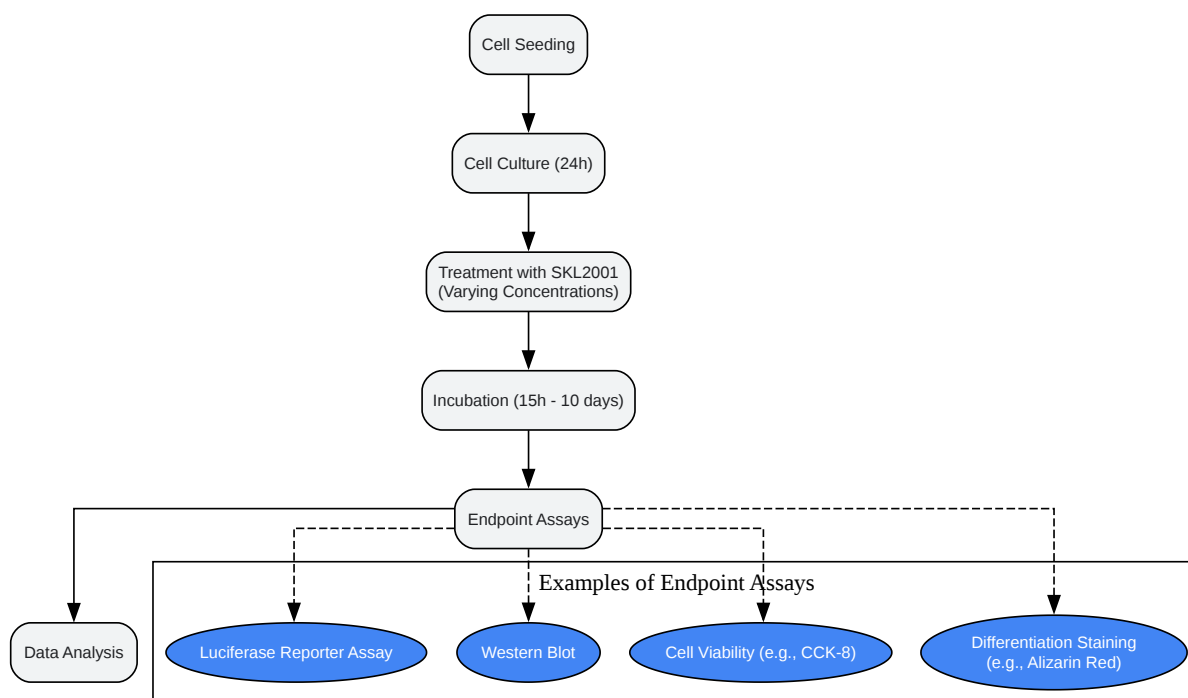 Cell Seeding
Cell Culture (24h)
Treatment with SKL2001
(Varying Concentrations)
Incubation (15h - 10 days)
Endpoint Assays
Examples of Endpoint Assays
Data Analysis
Luciferase Reporter Assay
Western Blot
Cell Viability (e.g., CCK-8)
Differentiation Staining
(e.g., Alizarin Red)